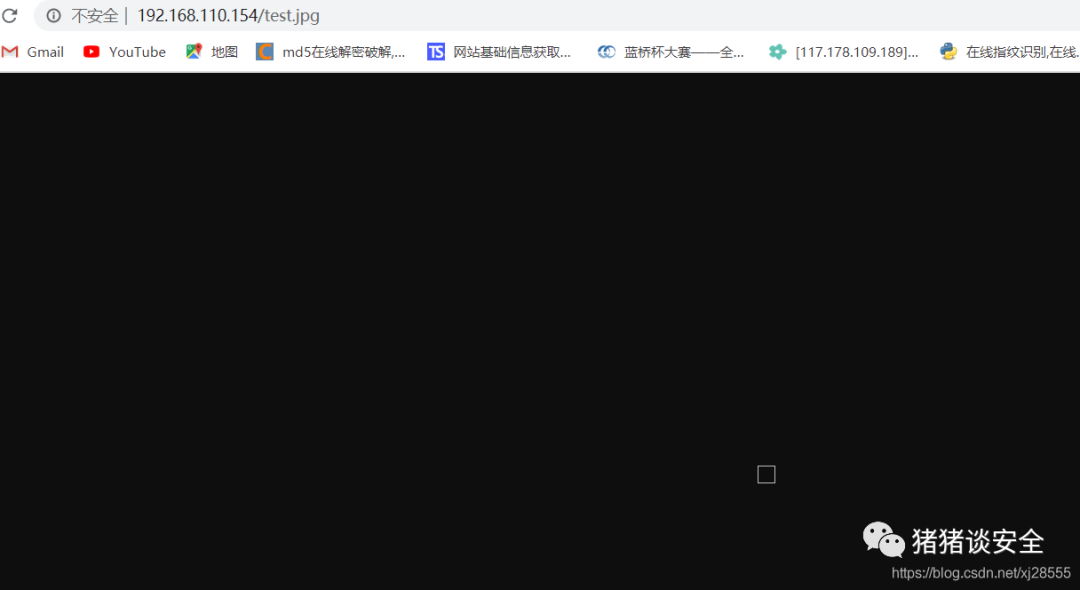 不安全 | 192.168.110.154/test.jpg
Gmail YouTube 地图 md5在线解密破解,... TS 网站基础信息获取... 蓝桥杯大赛——全... [117.178.109.189]... 在线指纹识别,在线.
猪猪谈安全
https://blog.csdn.net/xj28555